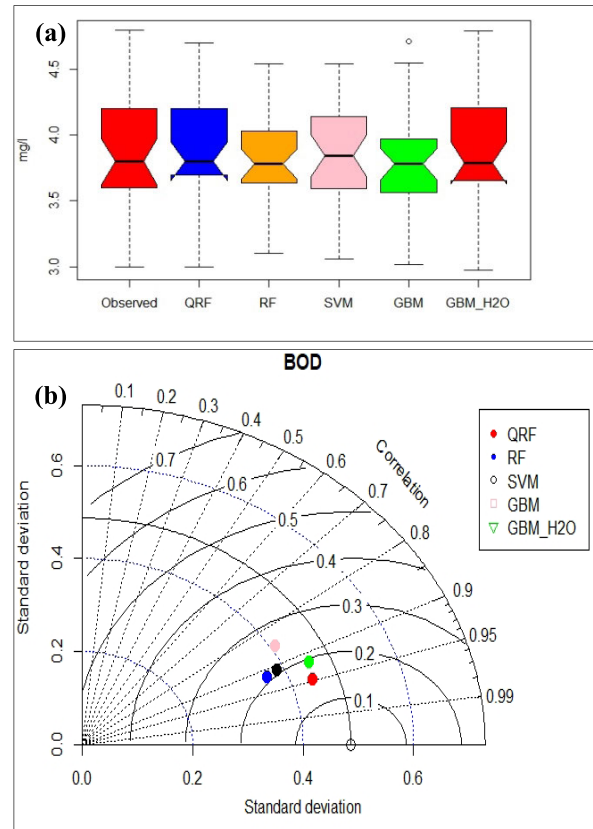 (a)
mg/l
4.5
4.0
3.5
3.0
Observed QRF RF SVM GBM GBM_H2O
(b)
BOD
0.1 0.2 0.3 0.4 0.5 0.6 0.7 0.8 0.9 0.95 0.99
Correlation
0.7 0.6 0.5 0.4 0.3 0.2 0.1
Standard deviation
0.6
0.4
0.2
0.0
0.0 0.2 0.4 0.6
Standard deviation
QRF
RF
SVM
GBM
GBM_H2O